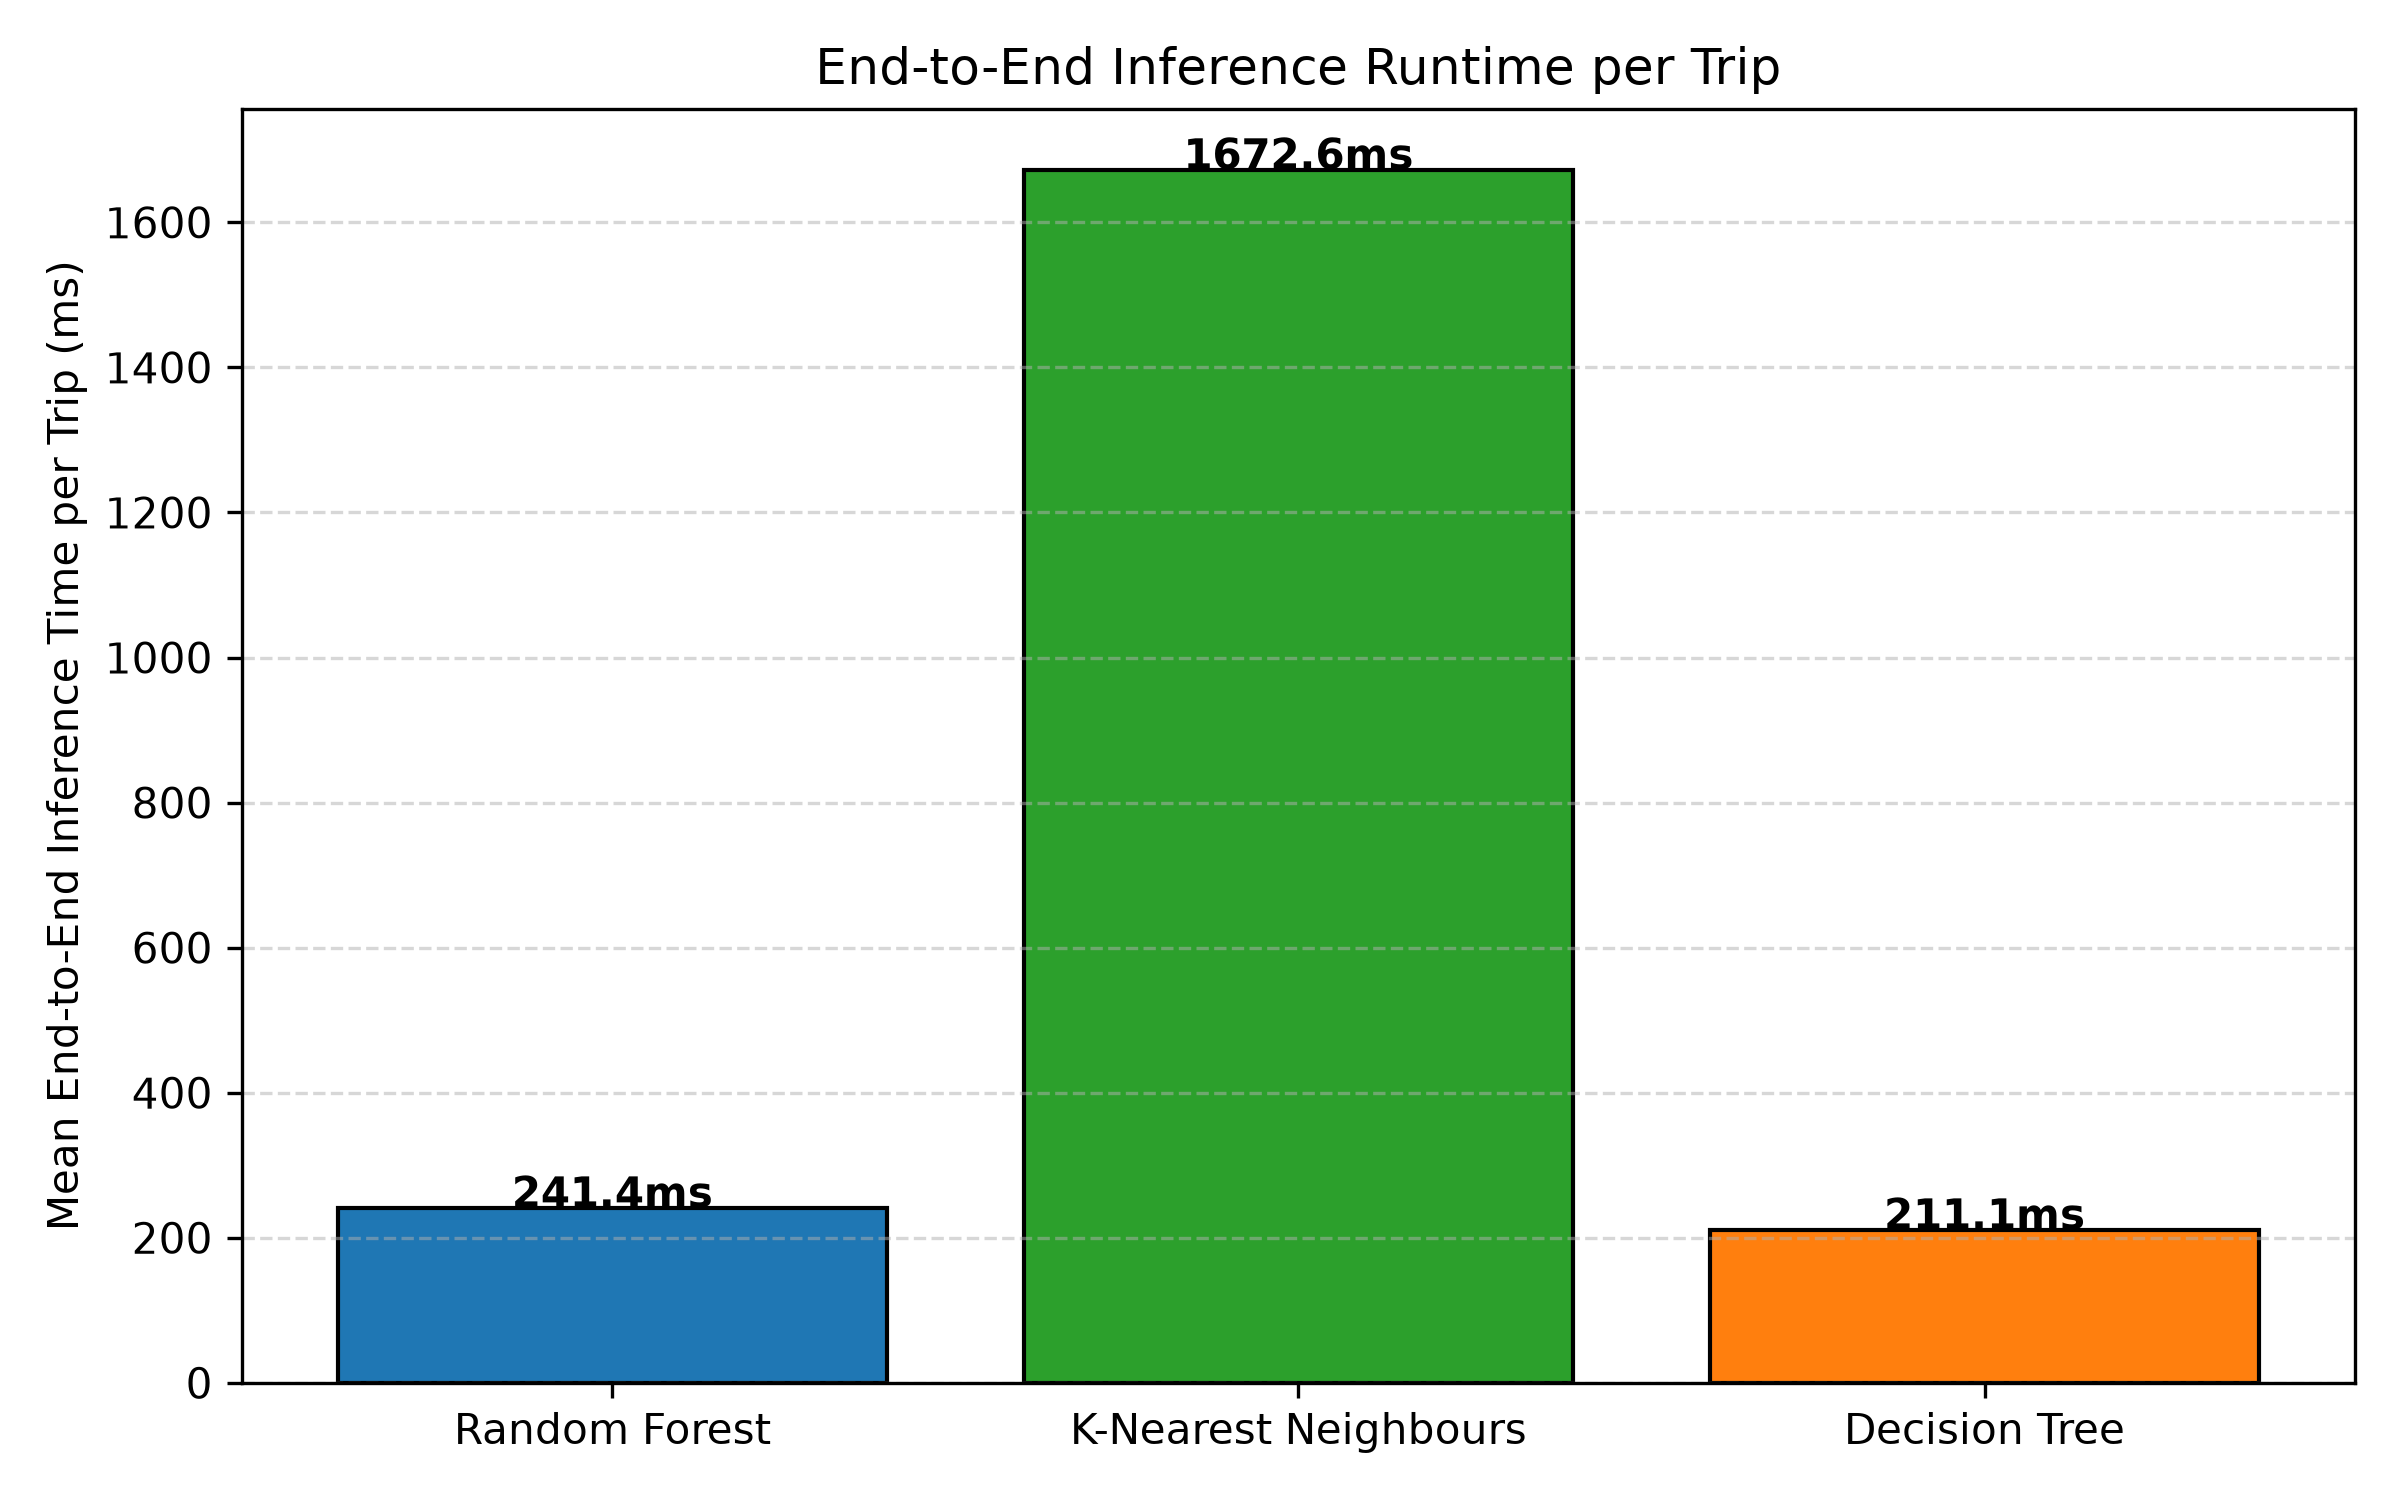 End-to-End Inference Runtime per Trip
Mean End-to-End Inference Time per Trip (ms)
1600
1400
1200
1000
800
600
400
200
0
241.4ms
1672.6ms
211.1ms
Random Forest
K-Nearest Neighbours
Decision Tree